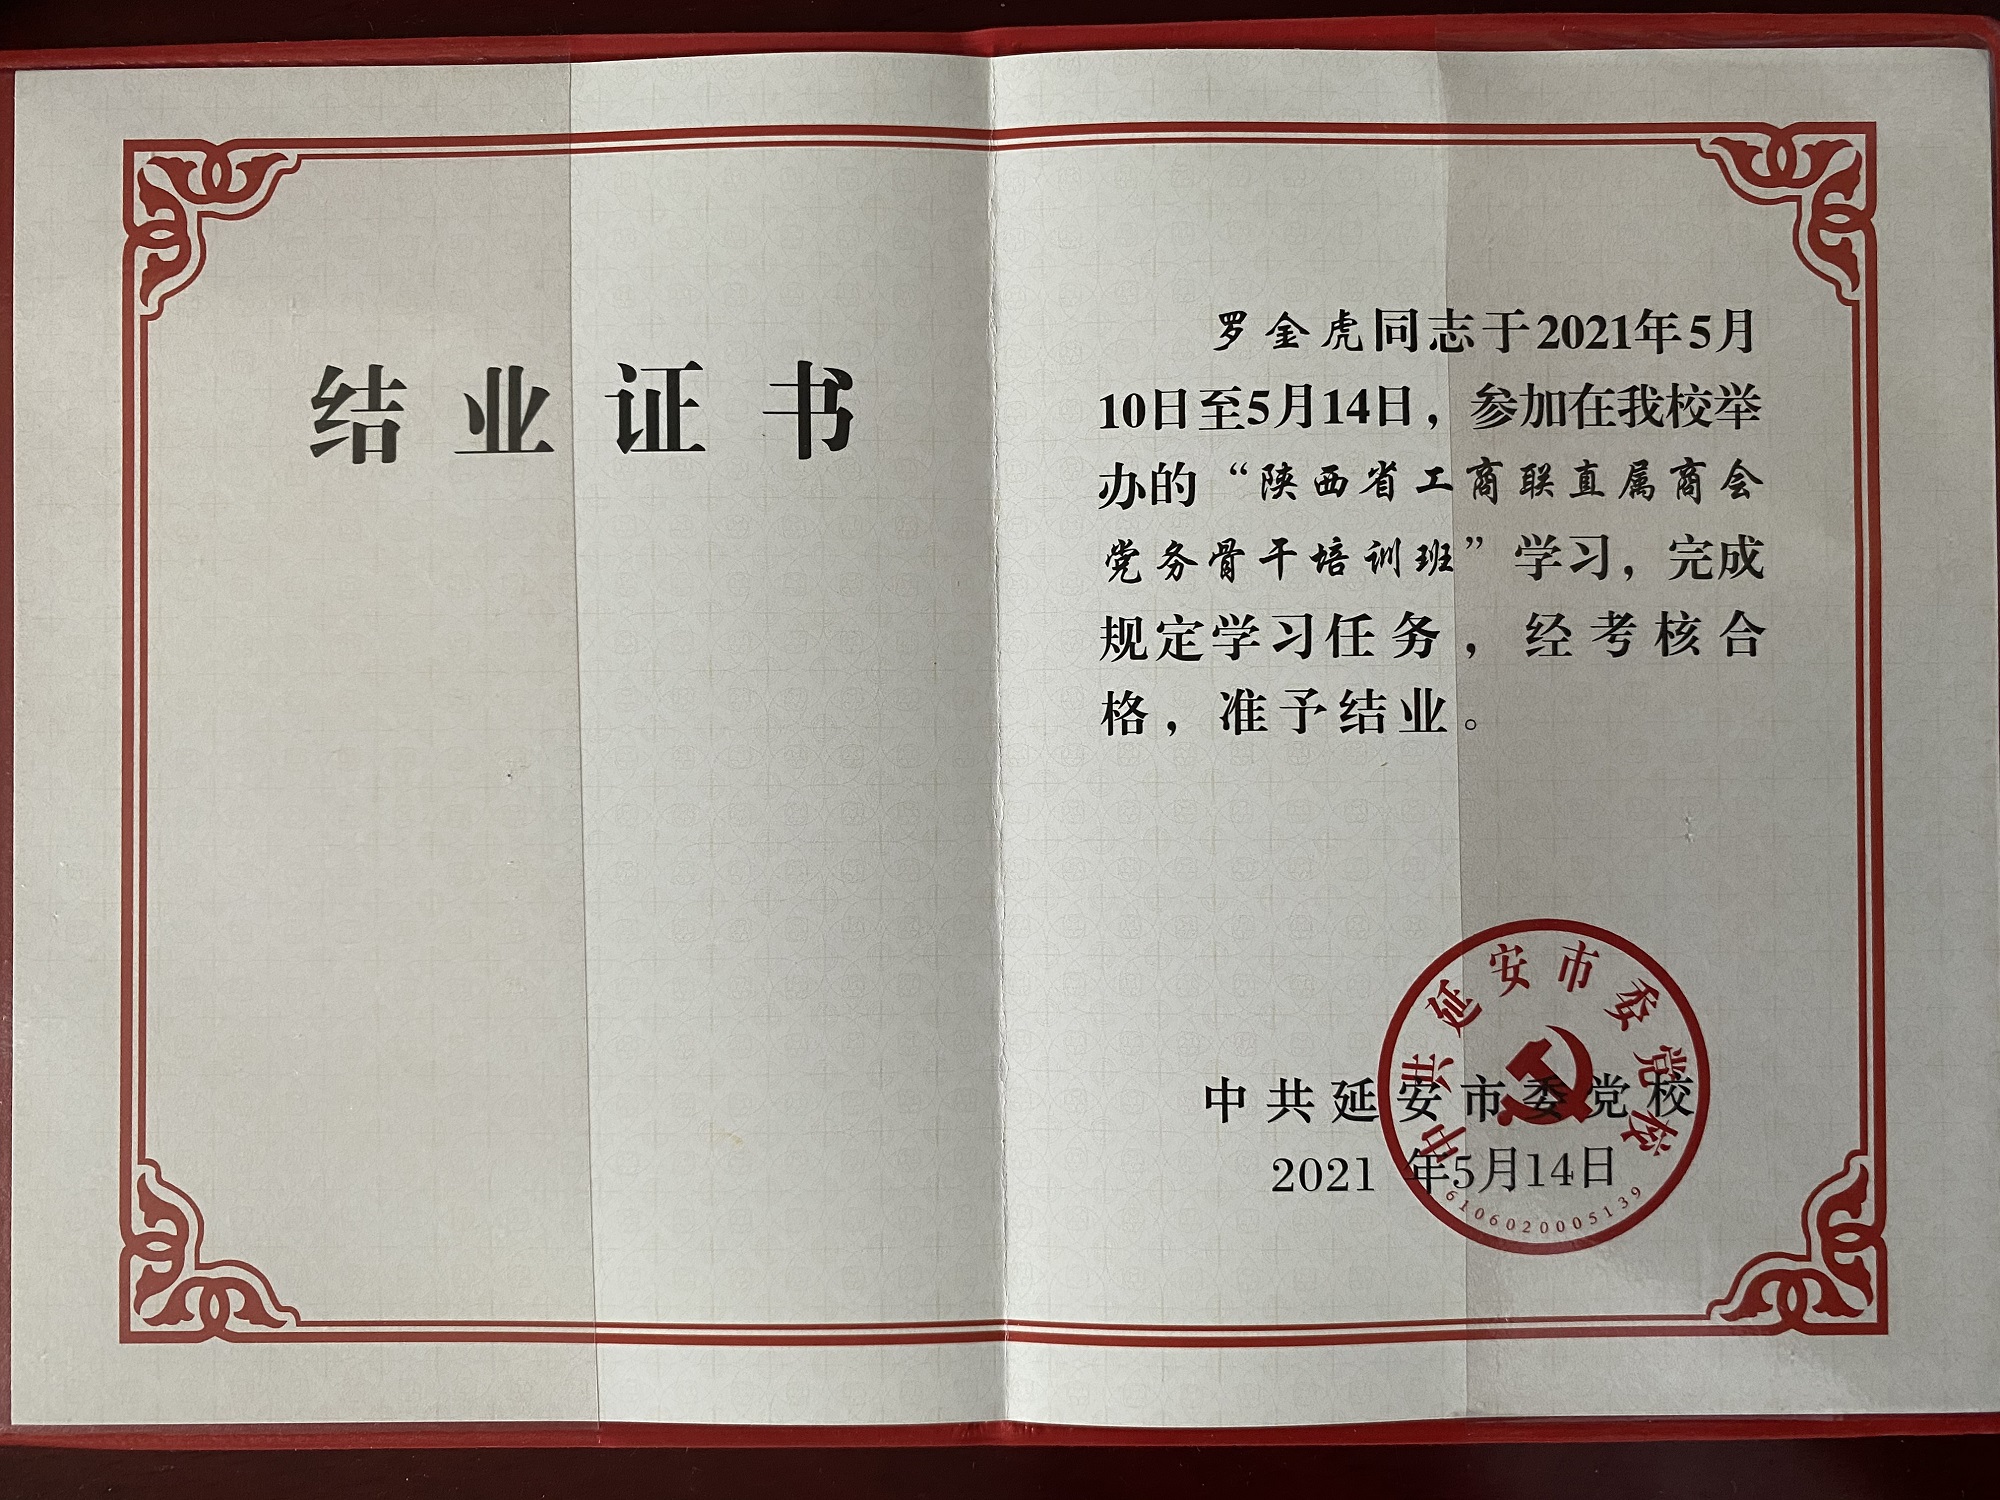 结业证书
罗金虎同志于2021年5月
10日至5月14日，参加在我校举
办的“陕西省工商联直属商会
党务骨干培训班”学习，完成
规定学习任务，经考核合
格，准予结业。
中共延安市委党校
2021 年5月14日
中共延安市委党校
6106020005139